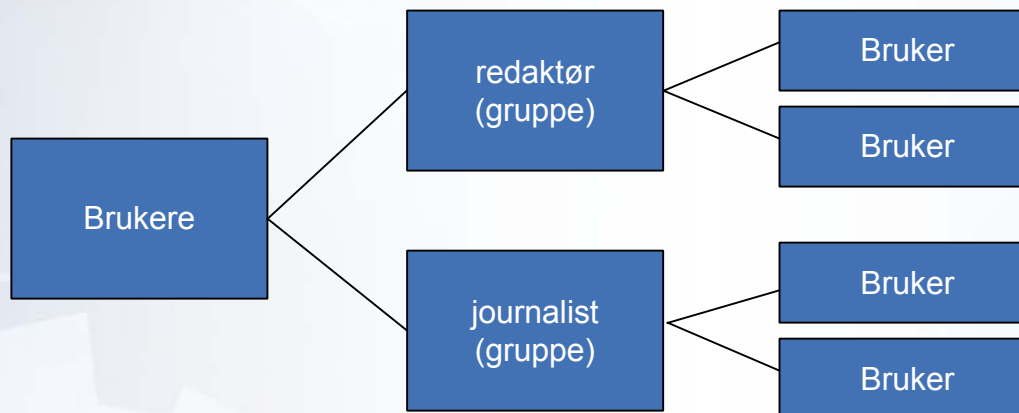 Brukere
redaktør
(gruppe)
Bruker
Bruker
journalist
(gruppe)
Bruker
Bruker